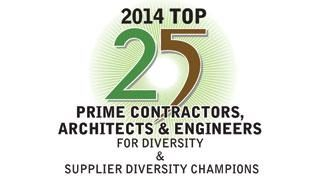 2014 TOP
25
PRIME CONTRACTORS,
ARCHITECTS & ENGINEERS
FOR DIVERSITY
&
SUPPLIER DIVERSITY CHAMPIONS